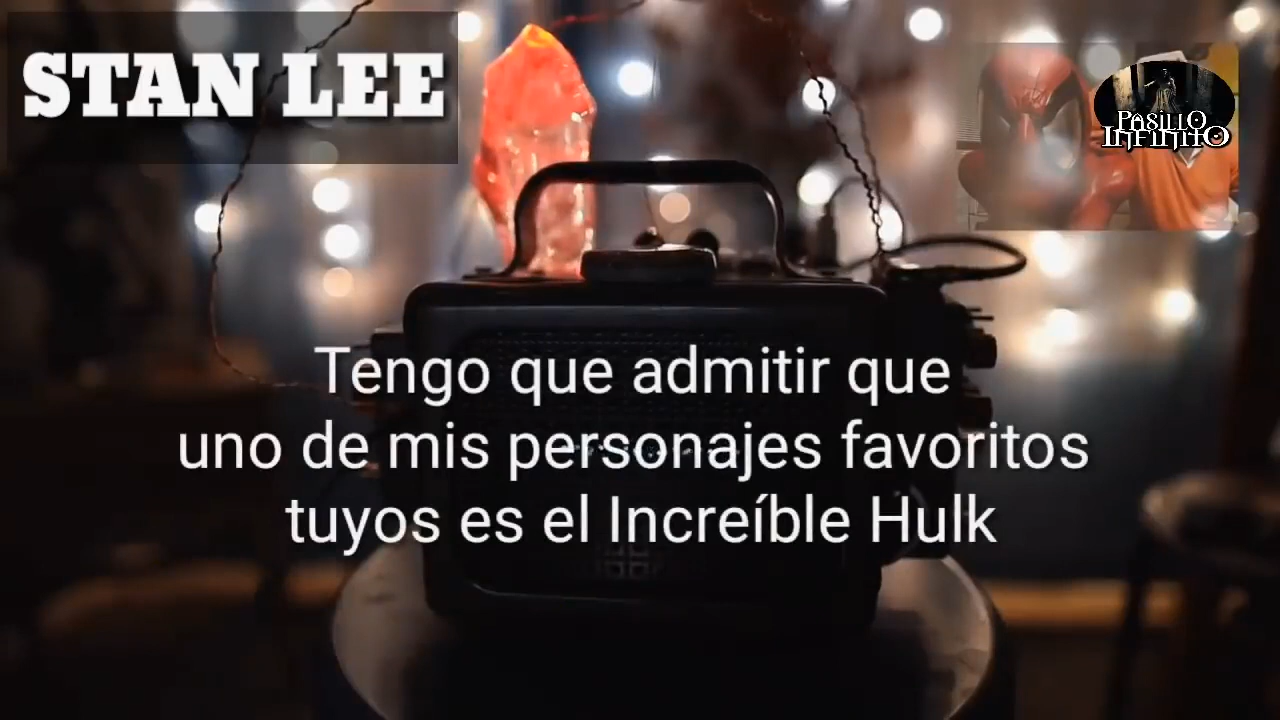 STAN LEE
PASILLO
INFINITO
Tengo que admitir que
uno de mis personajes favoritos
tuyos es el Increíble Hulk